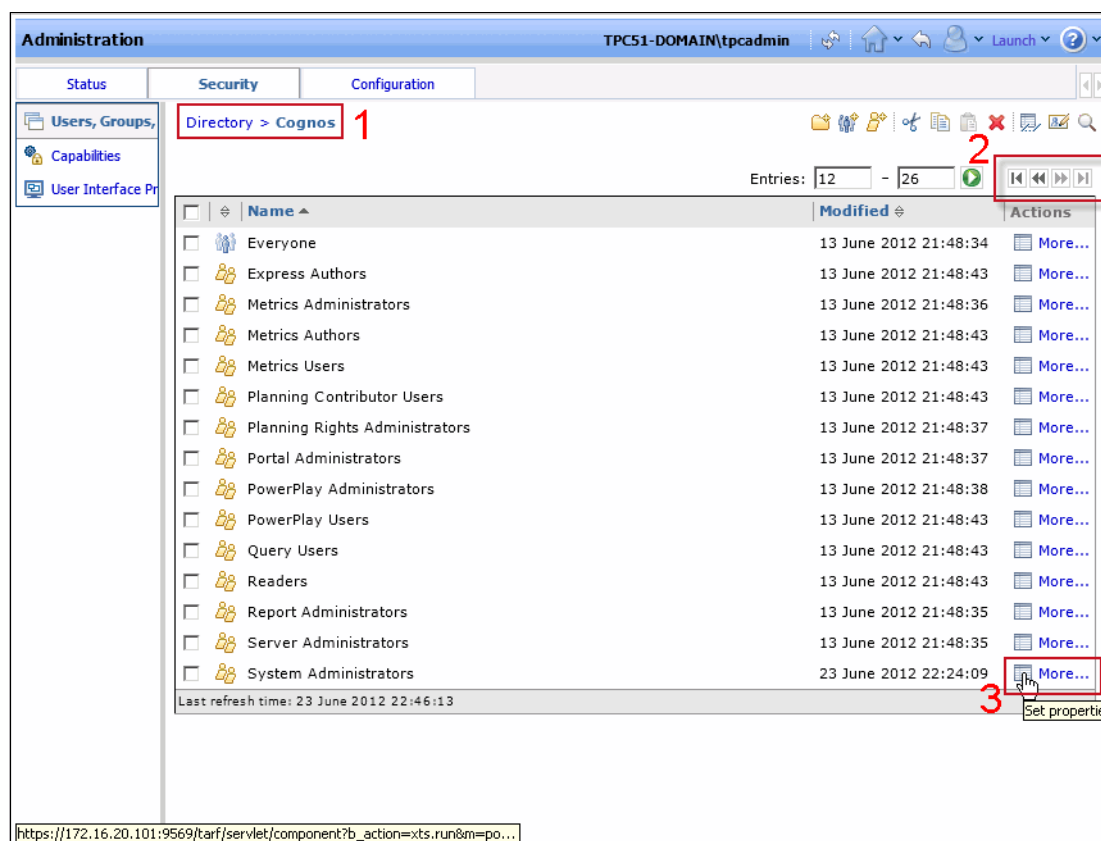 Administration TPC51-DOMAIN\tpcadmin Launch ?
Status Security Configuration
Users, Groups,
Capabilities
User Interface Pr
Directory > Cognos 1
2
Entries: 12 - 26
Name Modified Actions
Everyone 13 June 2012 21:48:34 More...
Express Authors 13 June 2012 21:48:43 More...
Metrics Administrators 13 June 2012 21:48:36 More...
Metrics Authors 13 June 2012 21:48:43 More...
Metrics Users 13 June 2012 21:48:43 More...
Planning Contributor Users 13 June 2012 21:48:43 More...
Planning Rights Administrators 13 June 2012 21:48:37 More...
Portal Administrators 13 June 2012 21:48:37 More...
PowerPlay Administrators 13 June 2012 21:48:38 More...
PowerPlay Users 13 June 2012 21:48:43 More...
Query Users 13 June 2012 21:48:43 More...
Readers 13 June 2012 21:48:43 More...
Report Administrators 13 June 2012 21:48:35 More...
Server Administrators 13 June 2012 21:48:35 More...
System Administrators 23 June 2012 22:24:09 More...
Last refresh time: 23 June 2012 22:46:13
3
Set propertie
https://172.16.20.101:9569/tarf/servlet/component?b_action=xts.run&m=po...